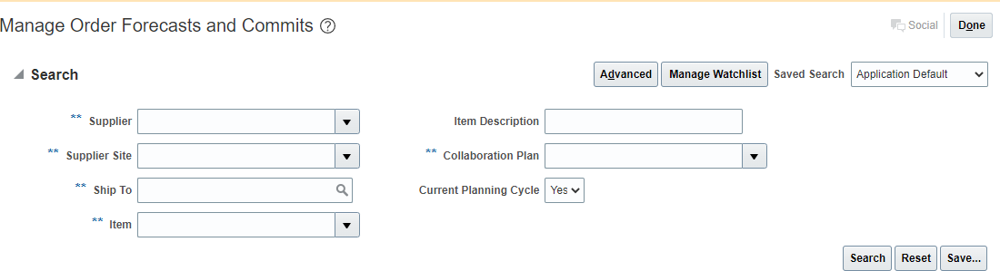 Manage Order Forecasts and Commits ?
Social
Done
Search
Advanced
Manage Watchlist
Saved Search
Application Default
** Supplier
Item Description
** Supplier Site
** Collaboration Plan
** Ship To
Current Planning Cycle Yes
** Item
Search
Reset
Save...